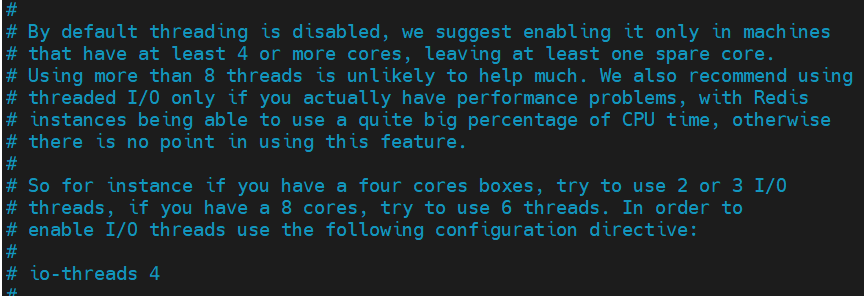 #
# By default threading is disabled, we suggest enabling it only in machines
# that have at least 4 or more cores, leaving at least one spare core.
# Using more than 8 threads is unlikely to help much. We also recommend using
# threaded I/O only if you actually have performance problems, with Redis
# instances being able to use a quite big percentage of CPU time, otherwise
# there is no point in using this feature.
#
# So for instance if you have a four cores boxes, try to use 2 or 3 I/O
# threads, if you have a 8 cores, try to use 6 threads. In order to
# enable I/O threads use the following configuration directive:
#
# io-threads 4
#